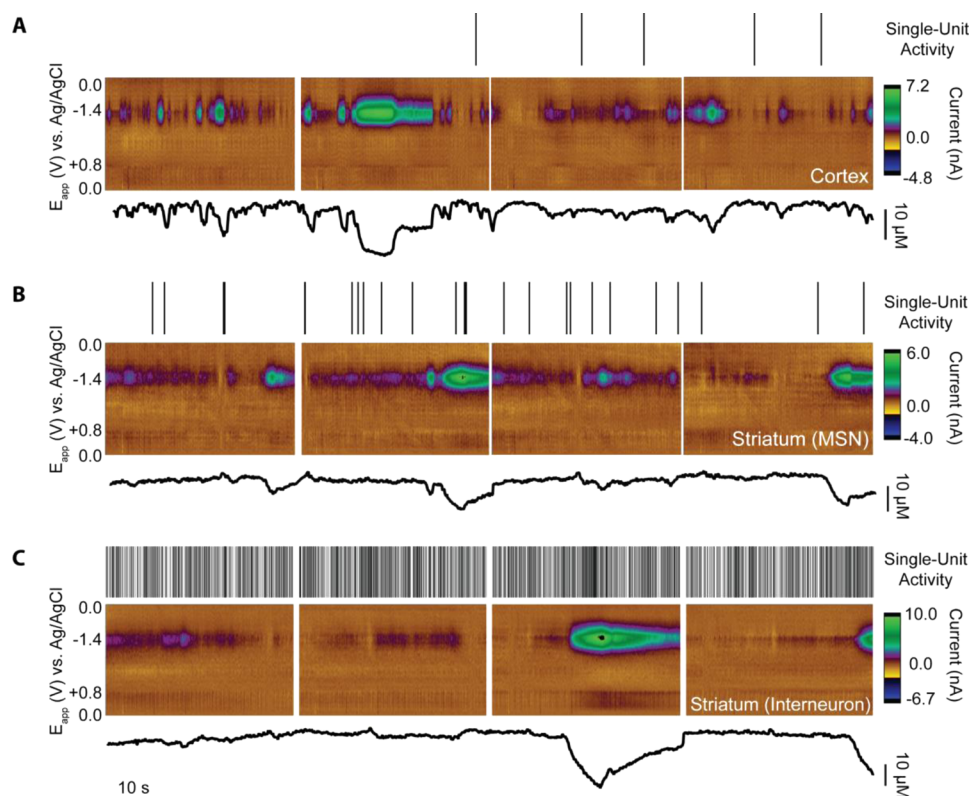 A
Single-Unit
Activity
E_app (V) vs. Ag/AgCl
0.0
-1.4
+0.8
0.0
Cortex
7.2
0.0
-4.8
Current (nA)
10 µM
B
Single-Unit
Activity
E_app (V) vs. Ag/AgCl
0.0
-1.4
+0.8
0.0
Striatum (MSN)
6.0
0.0
-4.0
Current (nA)
10 µM
C
Single-Unit
Activity
E_app (V) vs. Ag/AgCl
0.0
-1.4
+0.8
0.0
Striatum (Interneuron)
10.0
0.0
-6.7
Current (nA)
10 µM
10 s